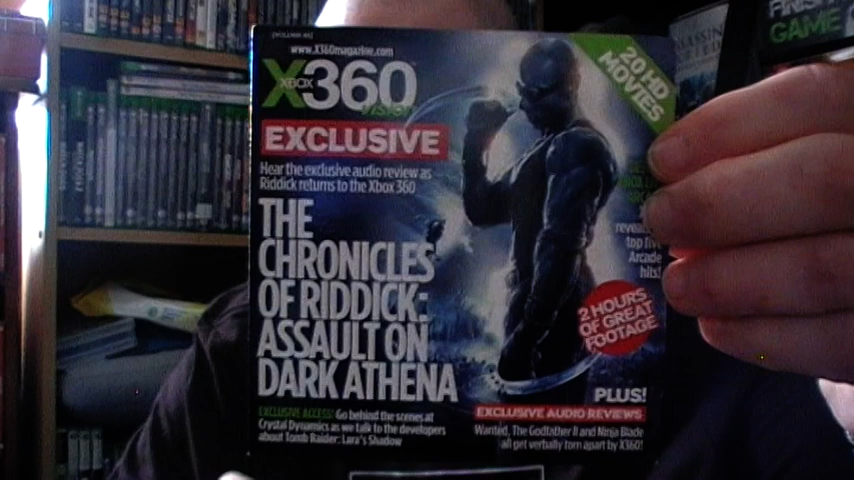 www.X360magazine.com
XBOX
X360
EXCLUSIVE
Hear the exclusive audio review as
Riddick returns to the Xbox 360
THE
CHRONICLES
OF RIDDICK:
ASSAULT ON
DARK ATHENA
EXCLUSIVE ACCESS! Go behind the scenes at
Crystal Dynamics as we talk to the developers
about Tomb Raider: Lara's Shadow
20 HD
MOVIES
top five
Arcade
hits!
2 HOURS
OF GREAT
FOOTAGE
PLUS!
EXCLUSIVE AUDIO REVIEWS
Wanted, The Godfather II and Ninja Blade
all get verbally torn apart by X360!
GAME